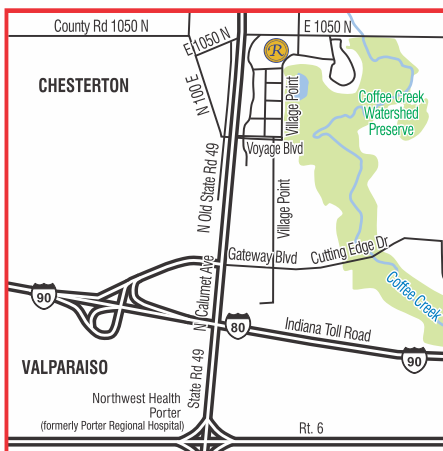 County Rd 1050 N
E 1050 N
E 1050 N
R
CHESTERTON
N 100 E
Village Point
Coffee Creek
Watershed
Preserve
Voyage Blvd
N Old State Rd 49
Village Point
Gateway Blvd
Cutting Edge Dr
N Calumet Ave
Coffee Creek
90
80
Indiana Toll Road
90
VALPARAISO
State Rd 49
Northwest Health
Porter
(formerly Porter Regional Hospital)
Rt. 6